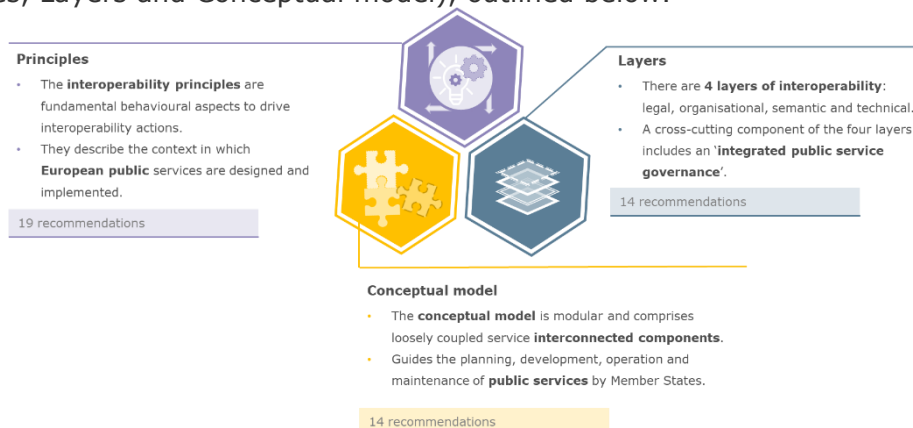 Layers and Conceptual model), outlined below.
Principles
• The interoperability principles are
fundamental behavioural aspects to drive
interoperability actions.
• They describe the context in which
European public services are designed and
implemented.
19 recommendations
Layers
• There are 4 layers of interoperability:
legal, organisational, semantic and technical.
• A cross-cutting component of the four layers
includes an ‘integrated public service
governance’.
14 recommendations
Conceptual model
• The conceptual model is modular and comprises
loosely coupled service interconnected components.
• Guides the planning, development, operation and
maintenance of public services by Member States.
14 recommendations